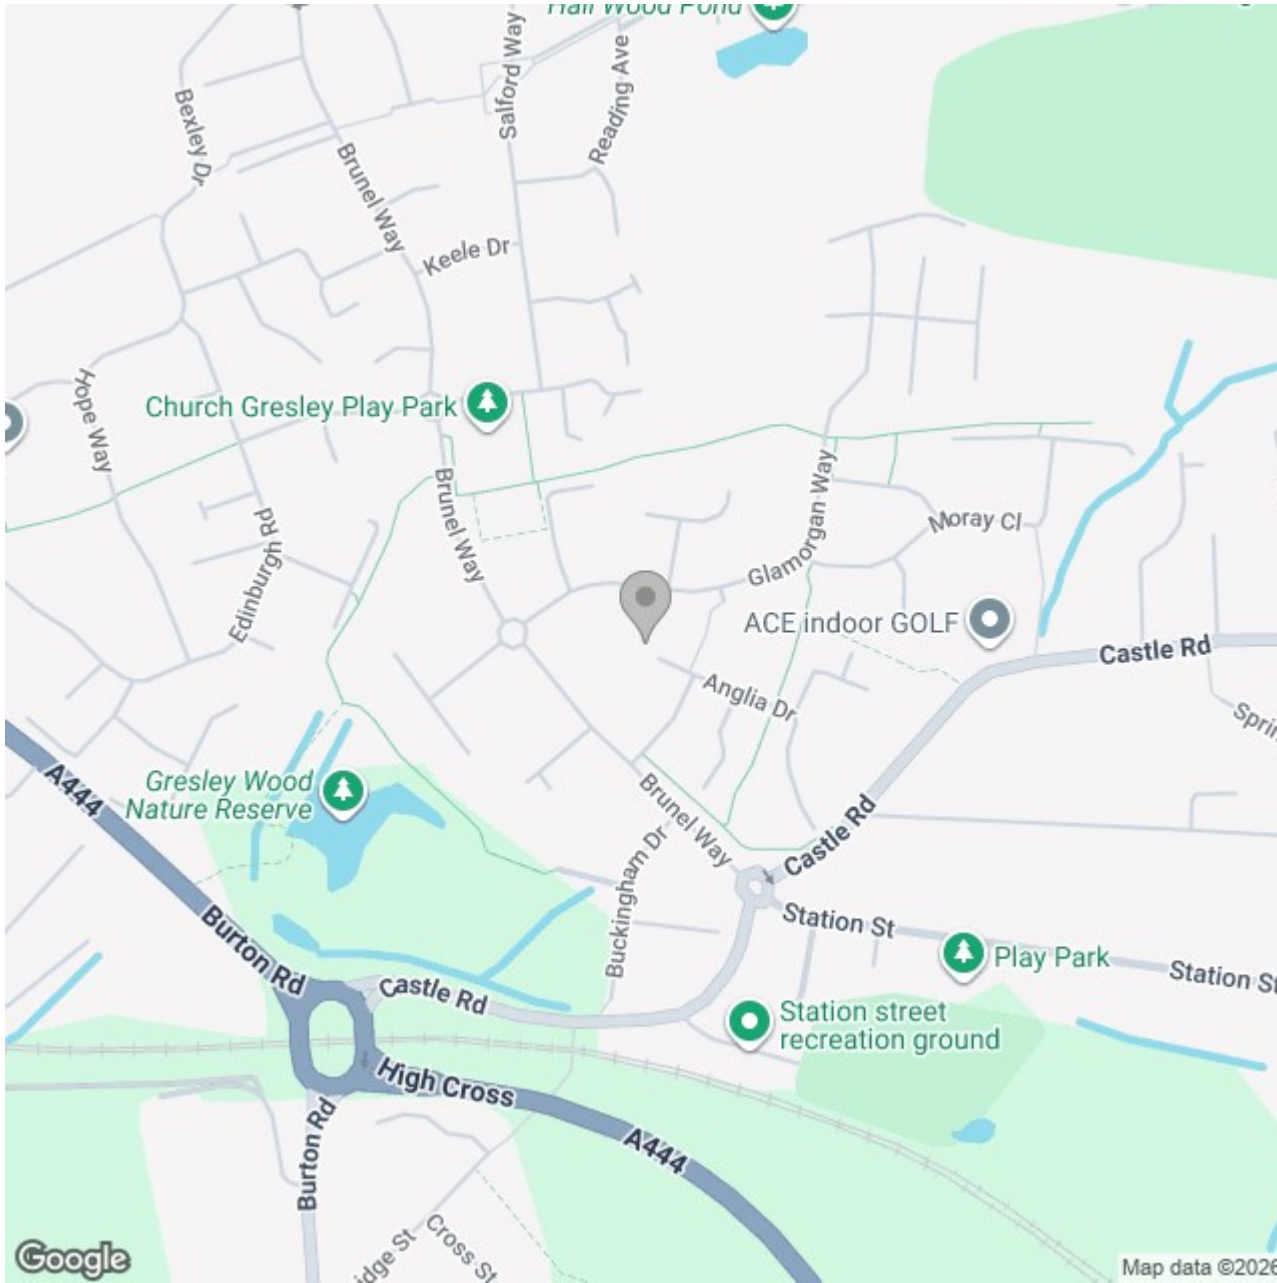 Hall Wood Pond
Salford Way
Reading Ave
Bexley Dr
Brunel Way
Keele Dr
Hope Way
Church Gresley Play Park
Brunel Way
Glamorgan Way
Moray Cl
Edinburgh Rd
ACE indoor GOLF
Castle Rd
Anglia Dr
A444
Gresley Wood
Nature Reserve
Brunel Way
Castle Rd
Buckingham Dr
Station St
Burton Rd
Play Park
Station St
Castle Rd
Station street
recreation ground
High Cross
Burton Rd
A444
Cross St
Google
Map data ©2026